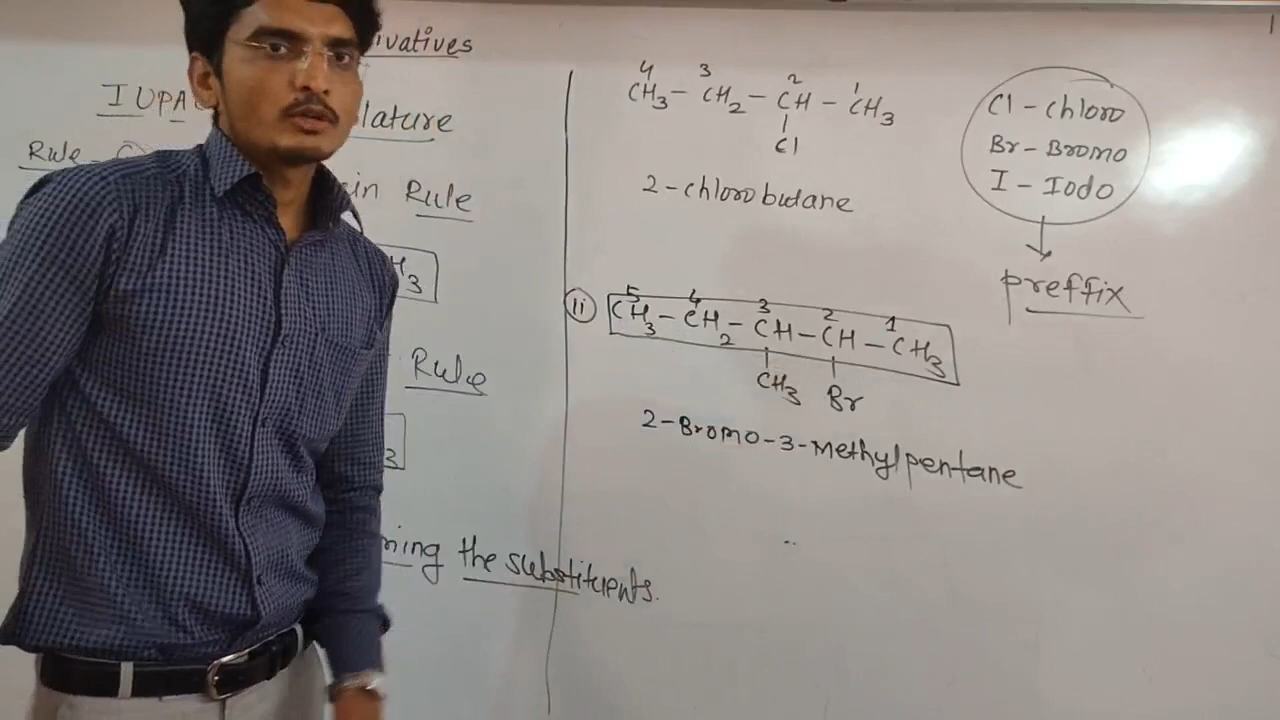 ivatives
IUPA lature
Rule
in Rule
H3
Rule
3
ning the substituents.
4 3 2 1
CH3 - CH2 - CH - CH3
Cl
2-chlorobutane
Cl - chloro
Br - Bromo
I - Iodo
preffix
ii
5 4 3 2 1
CH3 - CH2 - CH - CH - CH3
CH3 Br
2-Bromo-3-Methylpentane